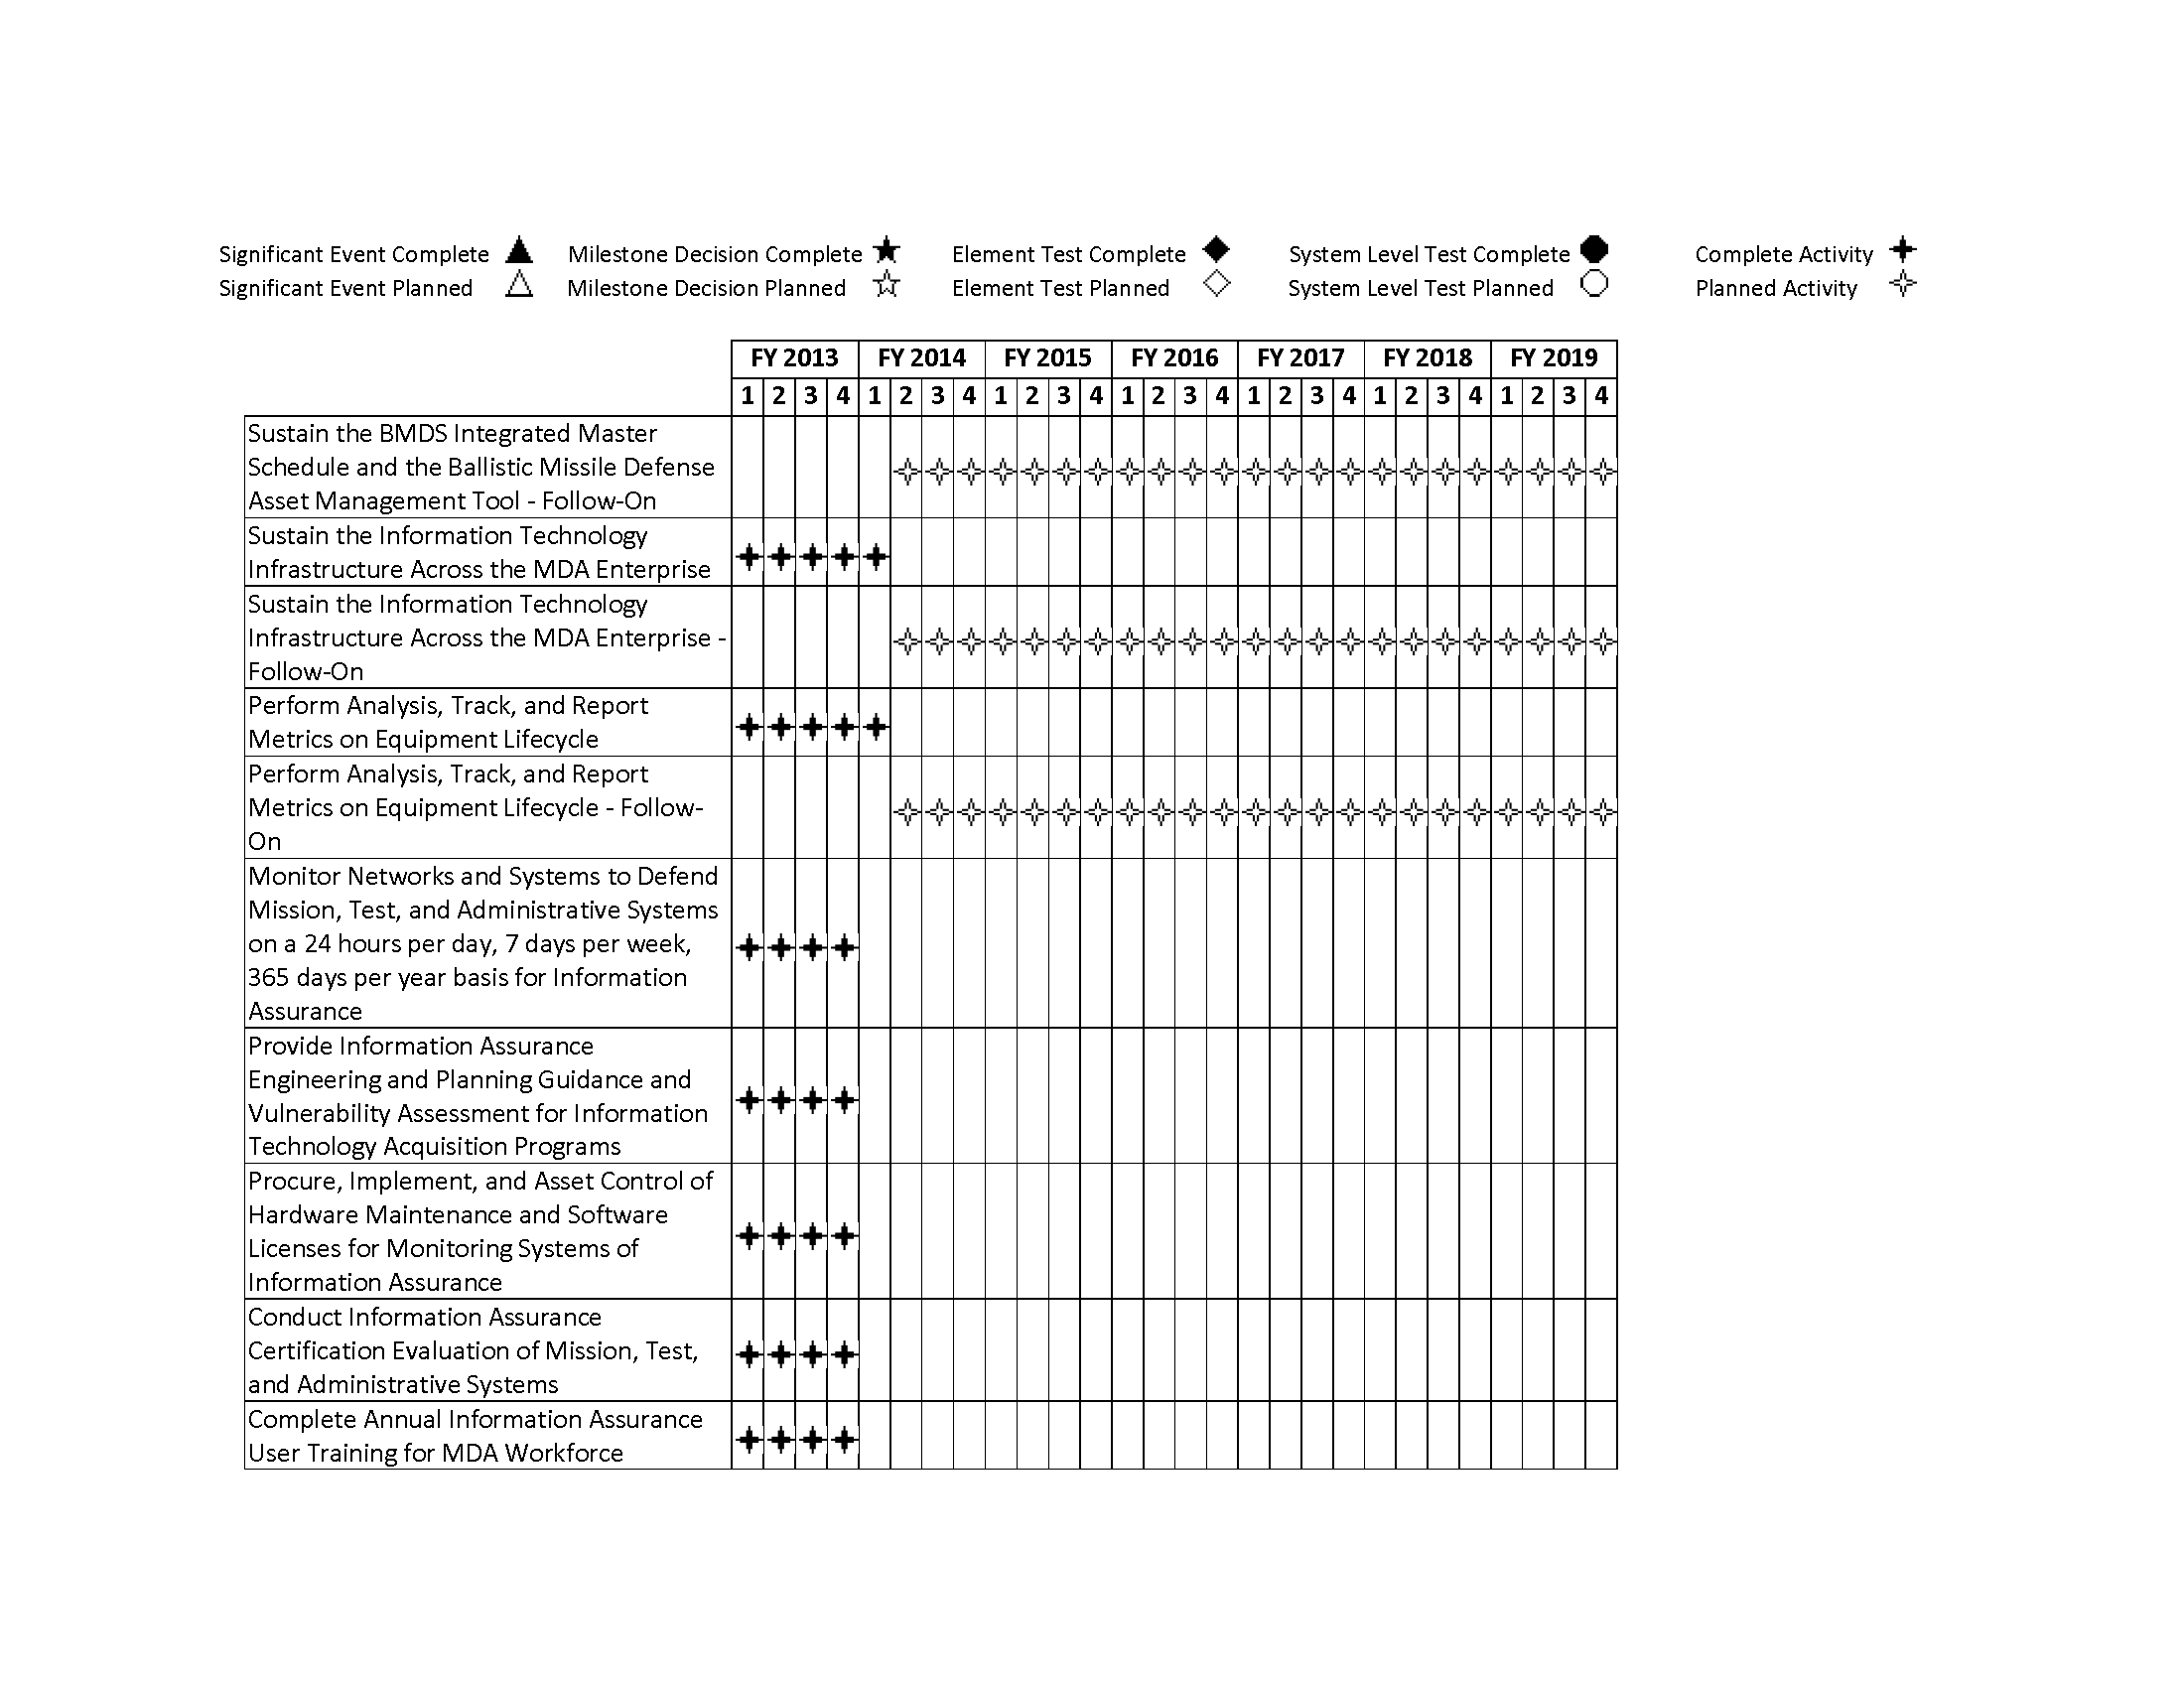 Significant Event Complete Milestone Decision Complete Element Test Complete System Level Test Complete Complete Activity
Significant Event Planned Milestone Decision Planned Element Test Planned System Level Test Planned Planned Activity
FY 2013 FY 2014 FY 2015 FY 2016 FY 2017 FY 2018 FY 2019
1 2 3 4 1 2 3 4 1 2 3 4 1 2 3 4 1 2 3 4 1 2 3 4 1 2 3 4
Sustain the BMDS Integrated Master
Schedule and the Ballistic Missile Defense
Asset Management Tool - Follow-On
Sustain the Information Technology
Infrastructure Across the MDA Enterprise
Sustain the Information Technology
Infrastructure Across the MDA Enterprise -
Follow-On
Perform Analysis, Track, and Report
Metrics on Equipment Lifecycle
Perform Analysis, Track, and Report
Metrics on Equipment Lifecycle - Follow-
On
Monitor Networks and Systems to Defend
Mission, Test, and Administrative Systems
on a 24 hours per day, 7 days per week,
365 days per year basis for Information
Assurance
Provide Information Assurance
Engineering and Planning Guidance and
Vulnerability Assessment for Information
Technology Acquisition Programs
Procure, Implement, and Asset Control of
Hardware Maintenance and Software
Licenses for Monitoring Systems of
Information Assurance
Conduct Information Assurance
Certification Evaluation of Mission, Test,
and Administrative Systems
Complete Annual Information Assurance
User Training for MDA Workforce